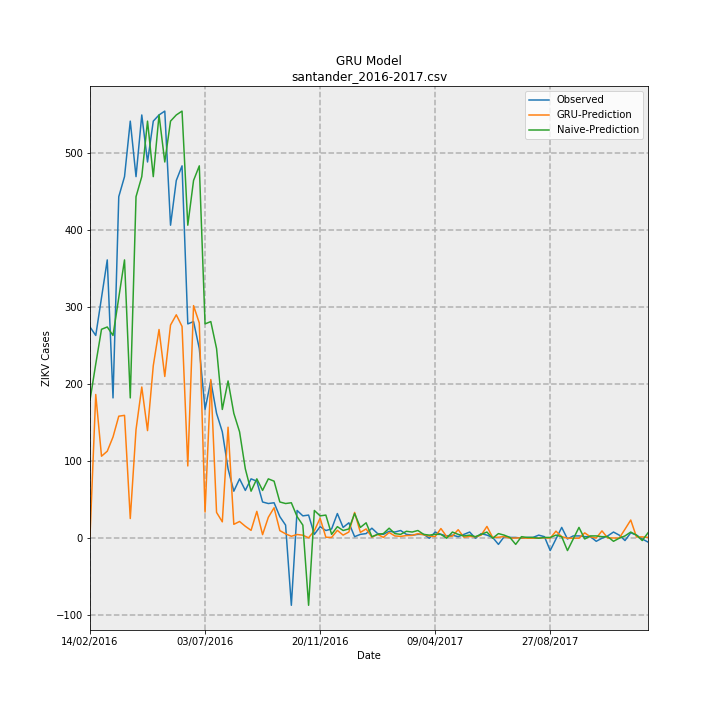 GRU Model
santander_2016-2017.csv
Observed
GRU-Prediction
Naive-Prediction
ZIKV Cases
500
400
300
200
100
0
−100
14/02/2016 03/07/2016 20/11/2016 09/04/2017 27/08/2017
Date